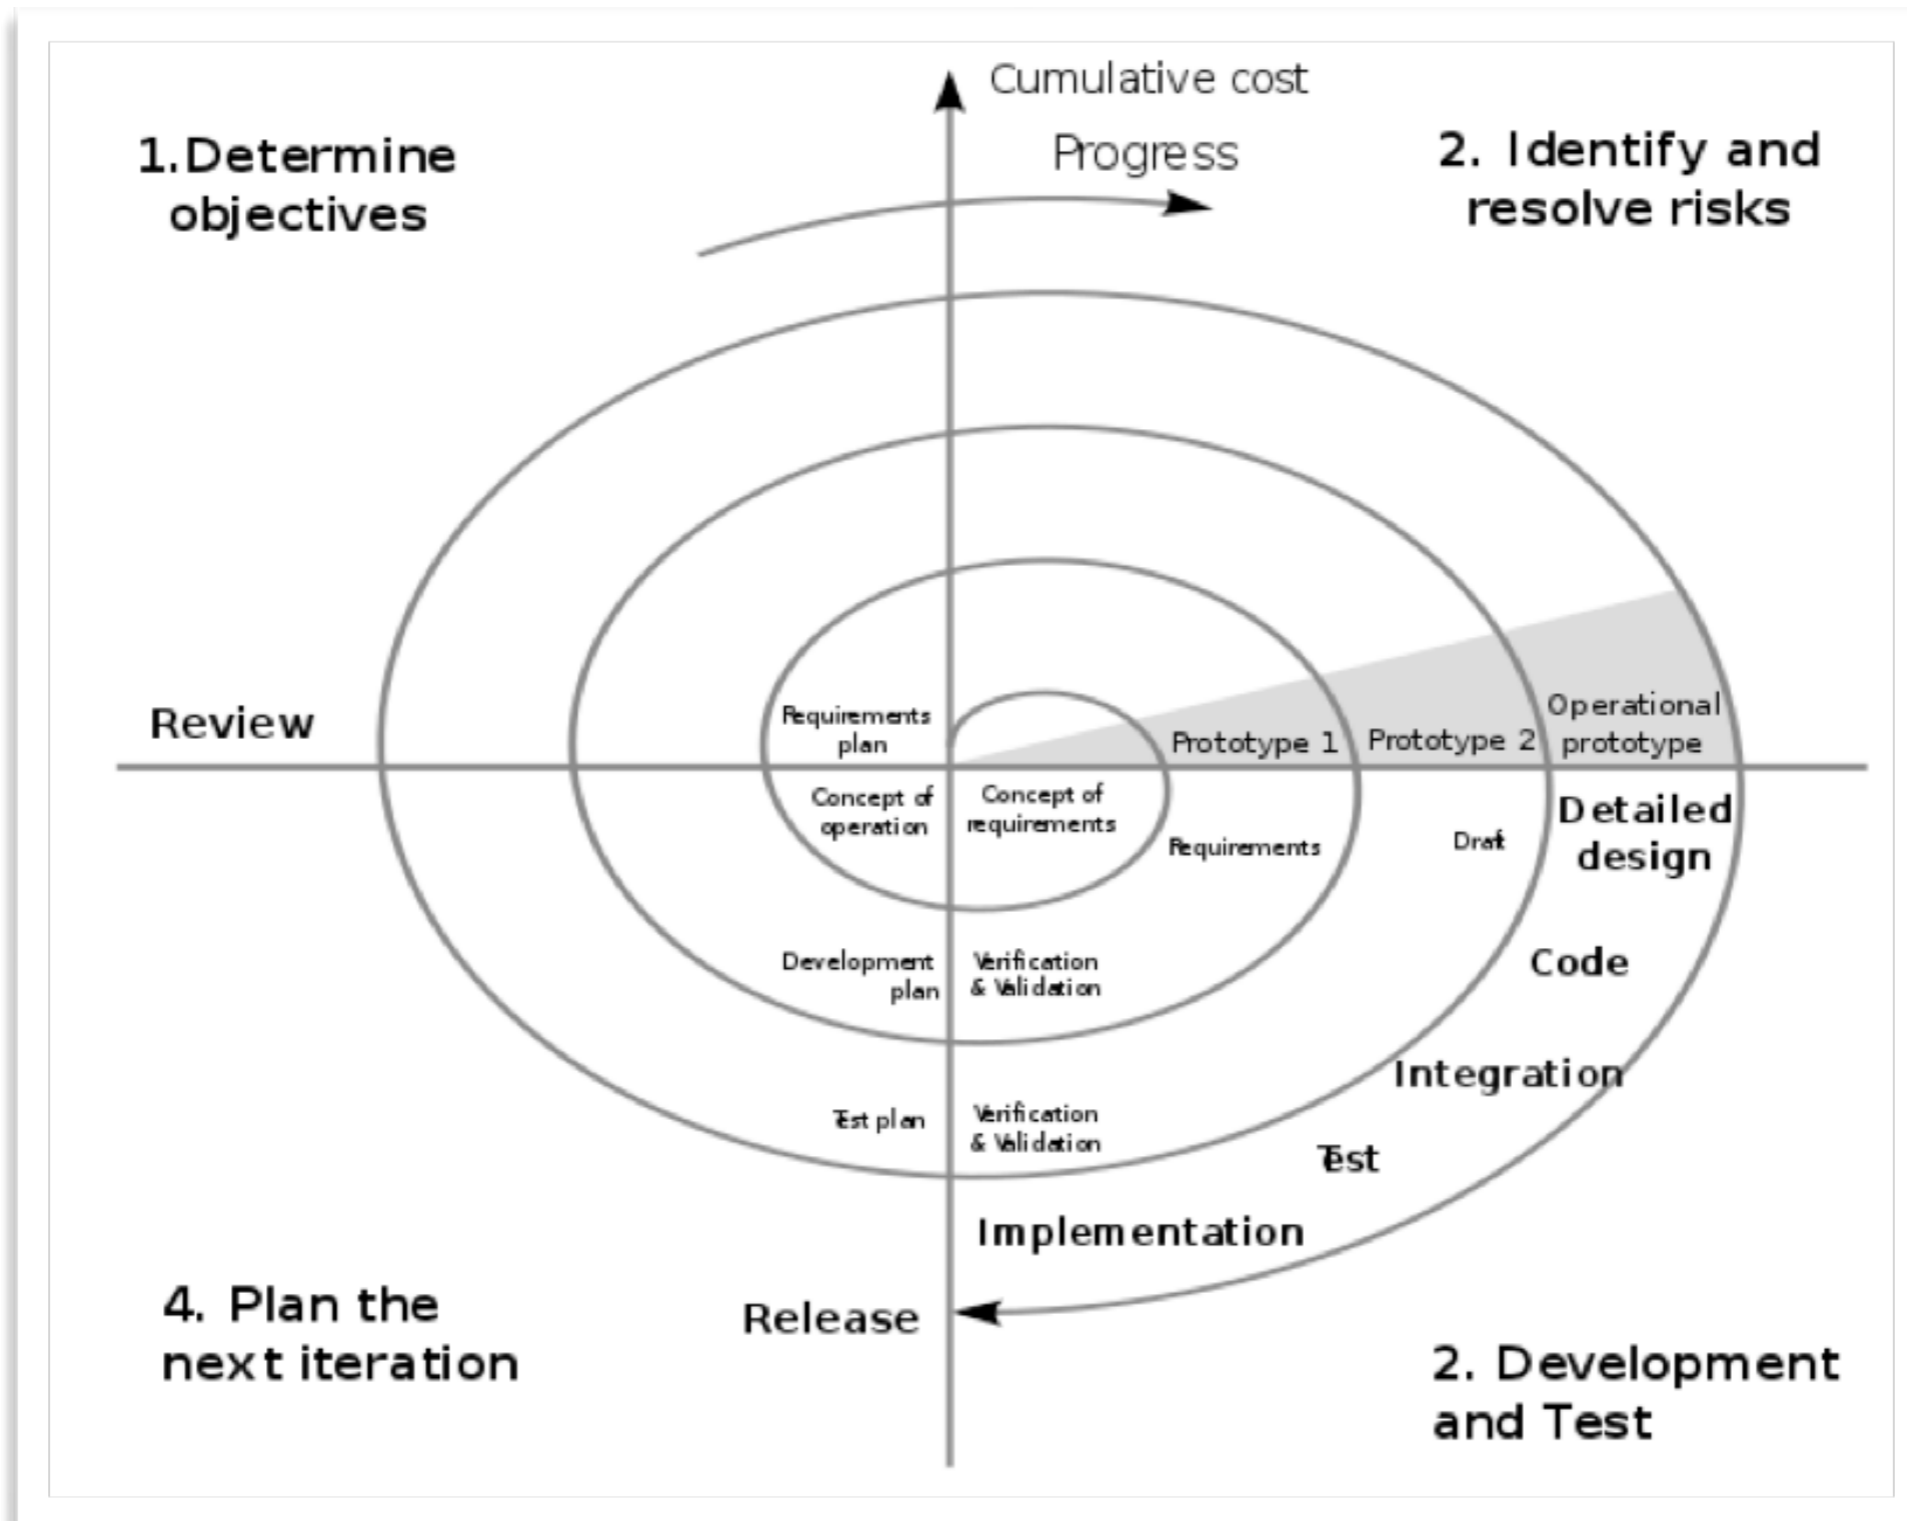 Cumulative cost
Progress
1.Determine
objectives
2. Identify and
resolve risks
Review
Requirements
plan
Prototype 1
Prototype 2
Operational
prototype
Concept of
operation
Concept of
requirements
Requirements
Draft
Detailed
design
Development
plan
Verification
& Validation
Code
Integration
Test plan
Verification
& Validation
Test
Implementation
Release
4. Plan the
next iteration
2. Development
and Test